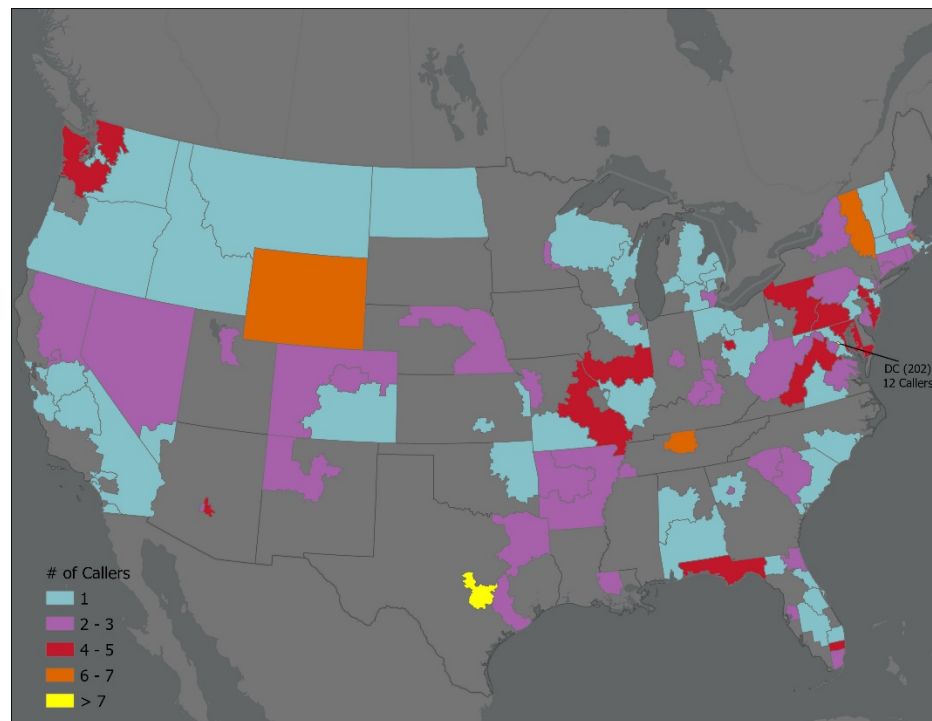 DC (202)
12 Callers
# of Callers
1
2 - 3
4 - 5
6 - 7
> 7